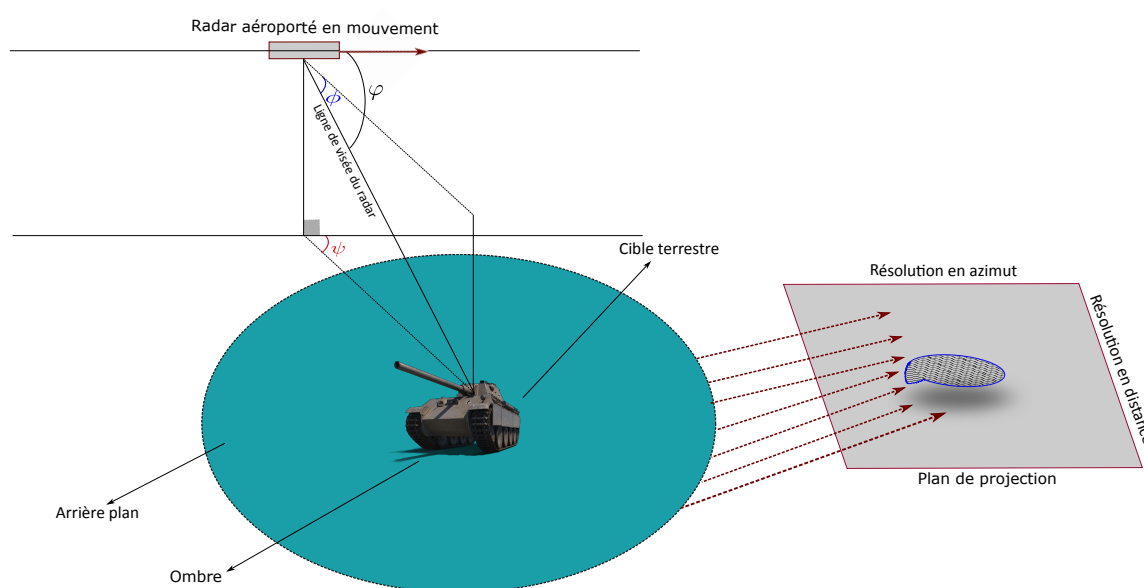 Radar aéroporté en mouvement
φ
ϕ
Ligne de visée du radar
ψ
Cible terrestre
Résolution en azimut
Résolution en distance
Plan de projection
Arrière plan
Ombre